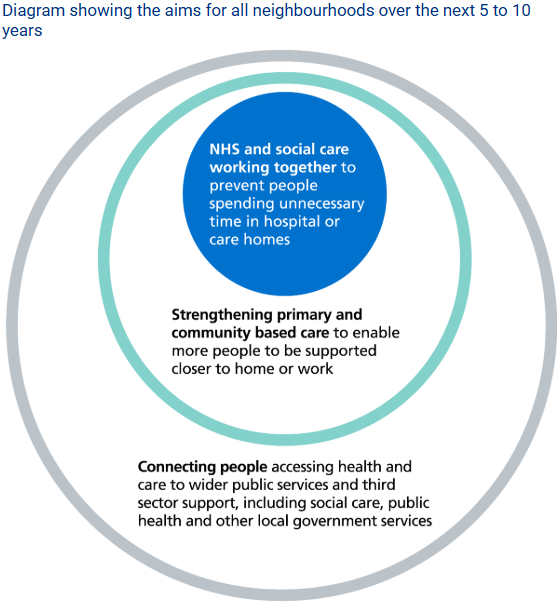 Diagram showing the aims for all neighbourhoods over the next 5 to 10
years
NHS and social care
working together to
prevent people
spending unnecessary
time in hospital or
care homes
Strengthening primary and
community based care to enable
more people to be supported
closer to home or work
Connecting people accessing health and
care to wider public services and third
sector support, including social care, public
health and other local government services